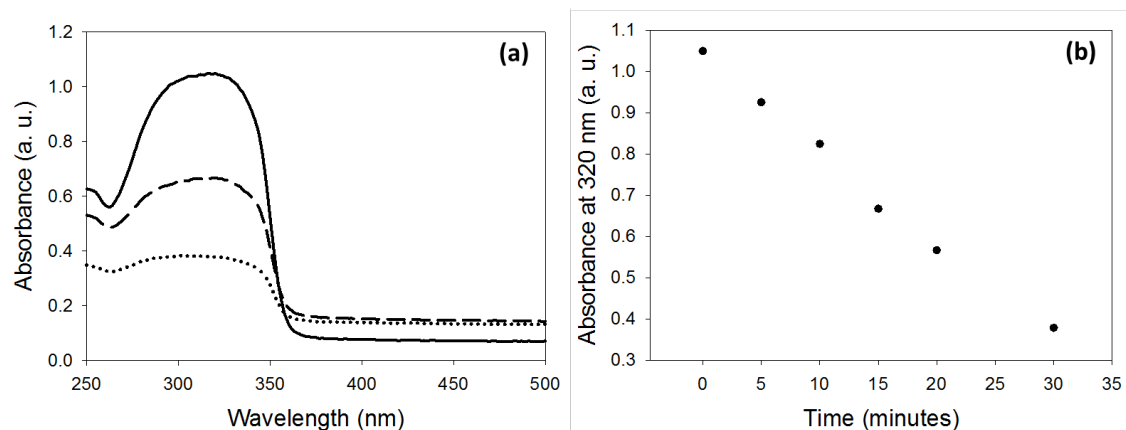 (a)
Absorbance (a. u.)
1.2
1.0
0.8
0.6
0.4
0.2
0.0
250 300 350 400 450 500
Wavelength (nm)
(b)
Absorbance at 320 nm (a. u.)
1.1
1.0
0.9
0.8
0.7
0.6
0.5
0.4
0.3
0 5 10 15 20 25 30 35
Time (minutes)